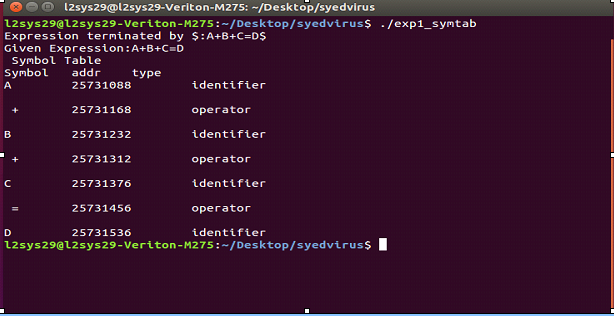 l2sys29@l2sys29-Veriton-M275: ~/Desktop/syedvirus
l2sys29@l2sys29-Veriton-M275:~/Desktop/syedvirus$ ./exp1_symtab
Expression terminated by $:A+B+C=D$
Given Expression:A+B+C=D
 Symbol Table
Symbol    addr    type
A    25731088    identifier
 +    25731168    operator
B    25731232    identifier
 +    25731312    operator
C    25731376    identifier
 =    25731456    operator
D    25731536    identifier
l2sys29@l2sys29-Veriton-M275:~/Desktop/syedvirus$